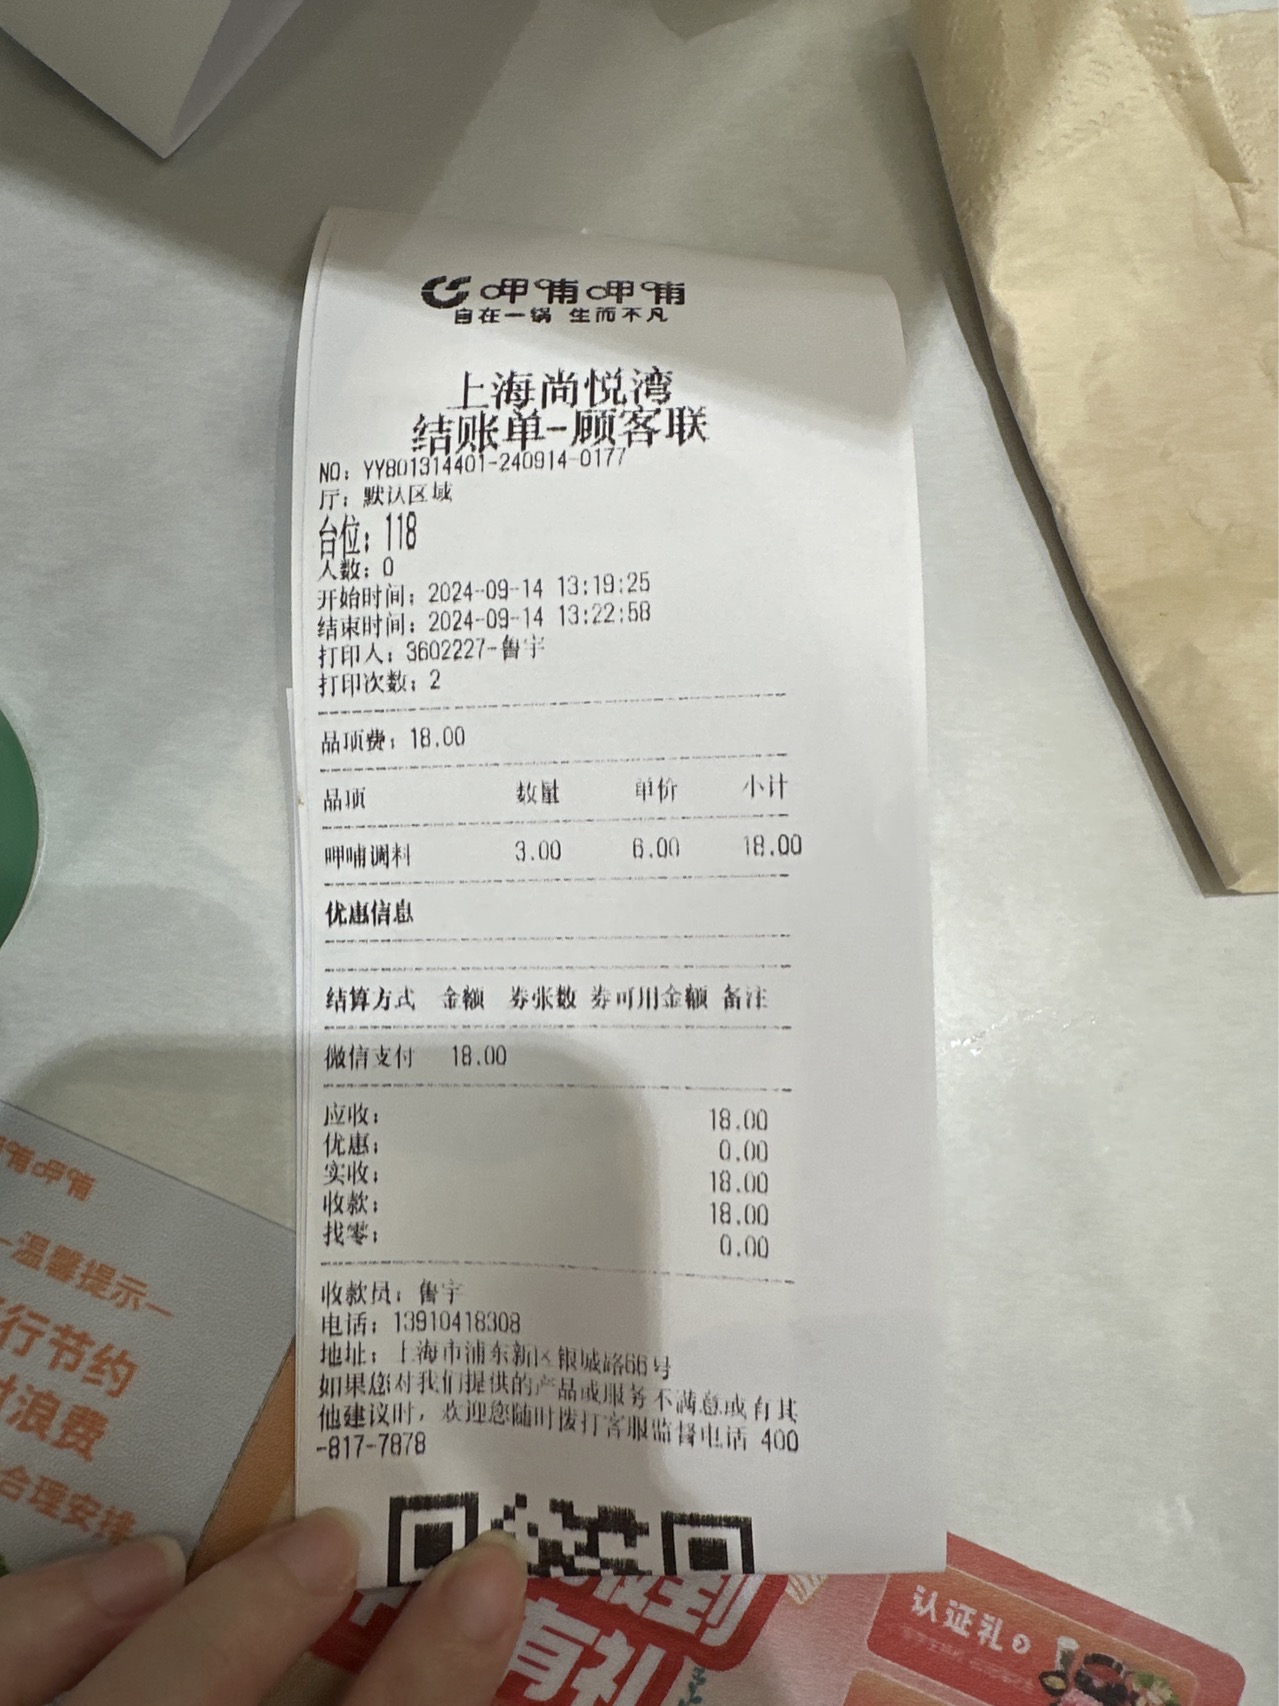 呷哺呷哺
自在一锅 生而不凡
上海尚悦湾
结账单-顾客联
NO: YY801314401-240914-0177
厅: 默认区域
台位: 118
人数: 0
开始时间: 2024-09-14 13:19:25
结束时间: 2024-09-14 13:22:58
打印人: 3602227-鲁宇
打印次数: 2
品项费: 18.00
品项 数量 单价 小计
呷哺调料 3.00 6.00 18.00
优惠信息
结算方式 金额 券张数 券可用金额 备注
微信支付 18.00
应收: 18.00
优惠: 0.00
实收: 18.00
收款: 18.00
找零: 0.00
收款员: 鲁宇
电话: 13910418308
地址: 上海市浦东新区银城路66号
如果您对我们提供的产品或服务不满意或有其
他建议时, 欢迎您随时拨打客服监督电话 400
-817-7878
哺呷哺
—温馨提示—
行节约
浪费
合理安排
到
有礼
认证礼